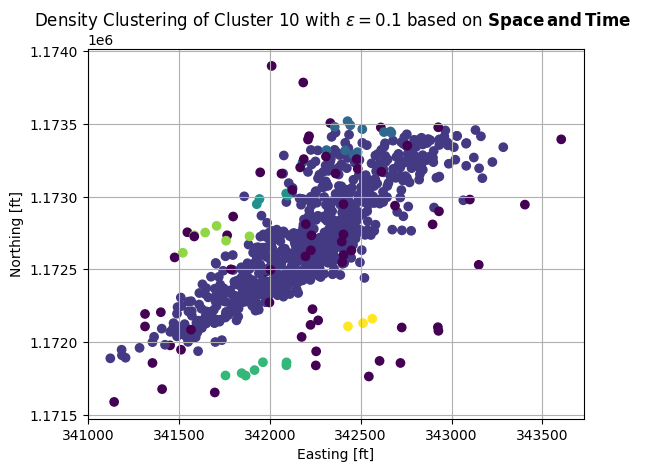 Density Clustering of Cluster 10 with ε = 0.1 based on Space and Time
1e6
1.1740
1.1735
1.1730
1.1725
1.1720
1.1715
Northing [ft]
341000 341500 342000 342500 343000 343500
Easting [ft]